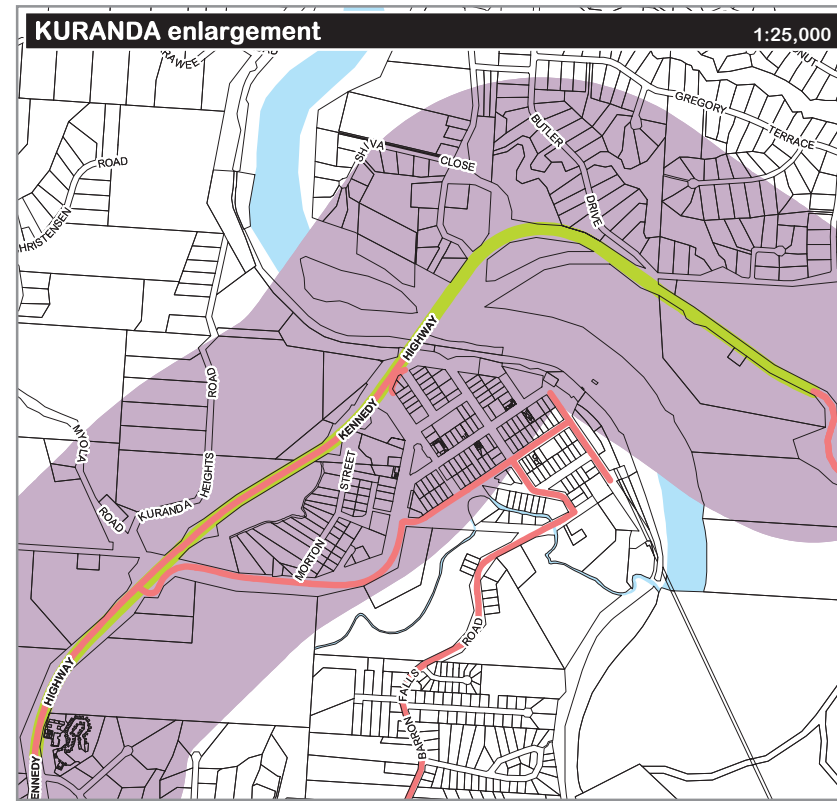 KURANDA enlargement
1:25,000
GREGORY
TERRACE
BUTLER
DRIVE
SHIVA
CLOSE
ROAD
HRISTENSEN
KENNEDY
HIGHWAY
ROAD
HEIGHTS
KURANDA
MYOLA
ROAD
STREET
MORTON
HIGHWAY
ENNEDY
ROAD
FALLS
BARRON